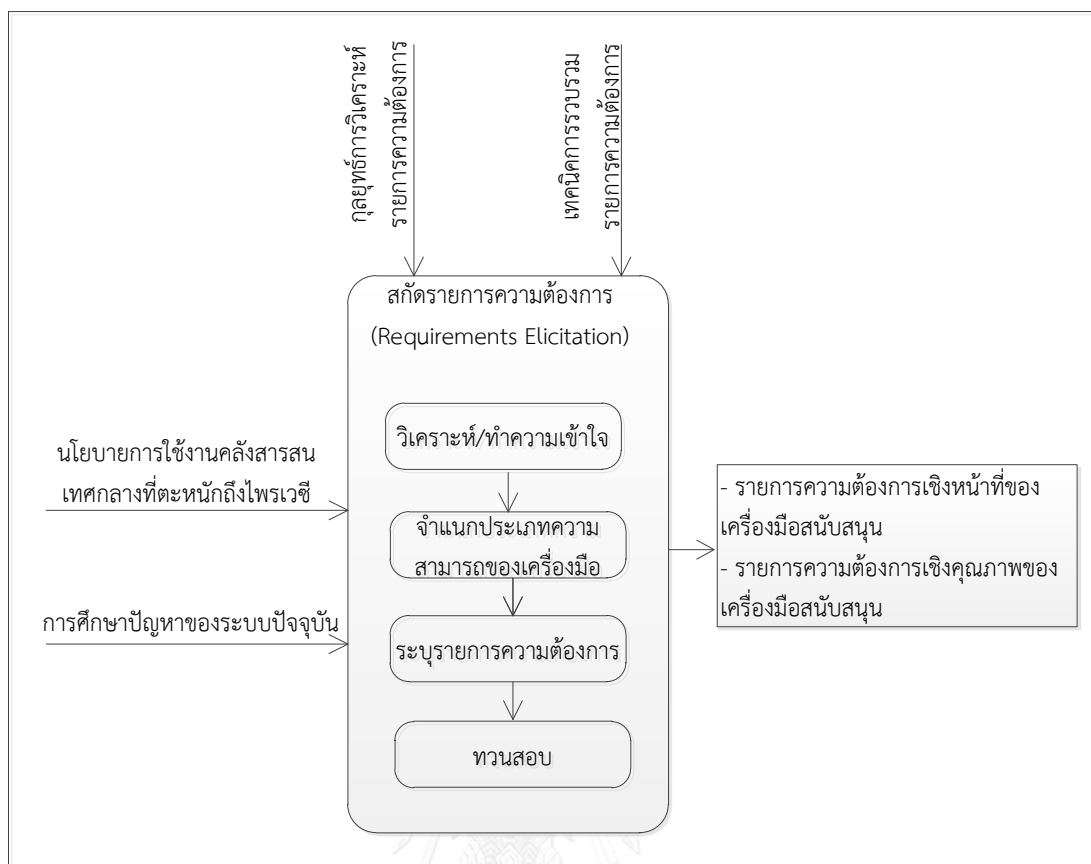 กุลยุทธ์การวิเคราะห์
รายการความต้องการ
เทคนิคการรวบรวม
รายการความต้องการ
สกัดรายการความต้องการ
(Requirements Elicitation)
วิเคราะห์/ทำความเข้าใจ
นโยบายการใช้งานคลังสารสน
เทศกลางที่ตะหนักถึงไพรเวซี
จำแนกประเภทความ
สามารถของเครื่องมือ
- รายการความต้องการเชิงหน้าที่ของ
เครื่องมือสนับสนุน
- รายการความต้องการเชิงคุณภาพของ
เครื่องมือสนับสนุน
การศึกษาปัญหาของระบบปัจจุบัน
ระบุรายการความต้องการ
ทวนสอบ